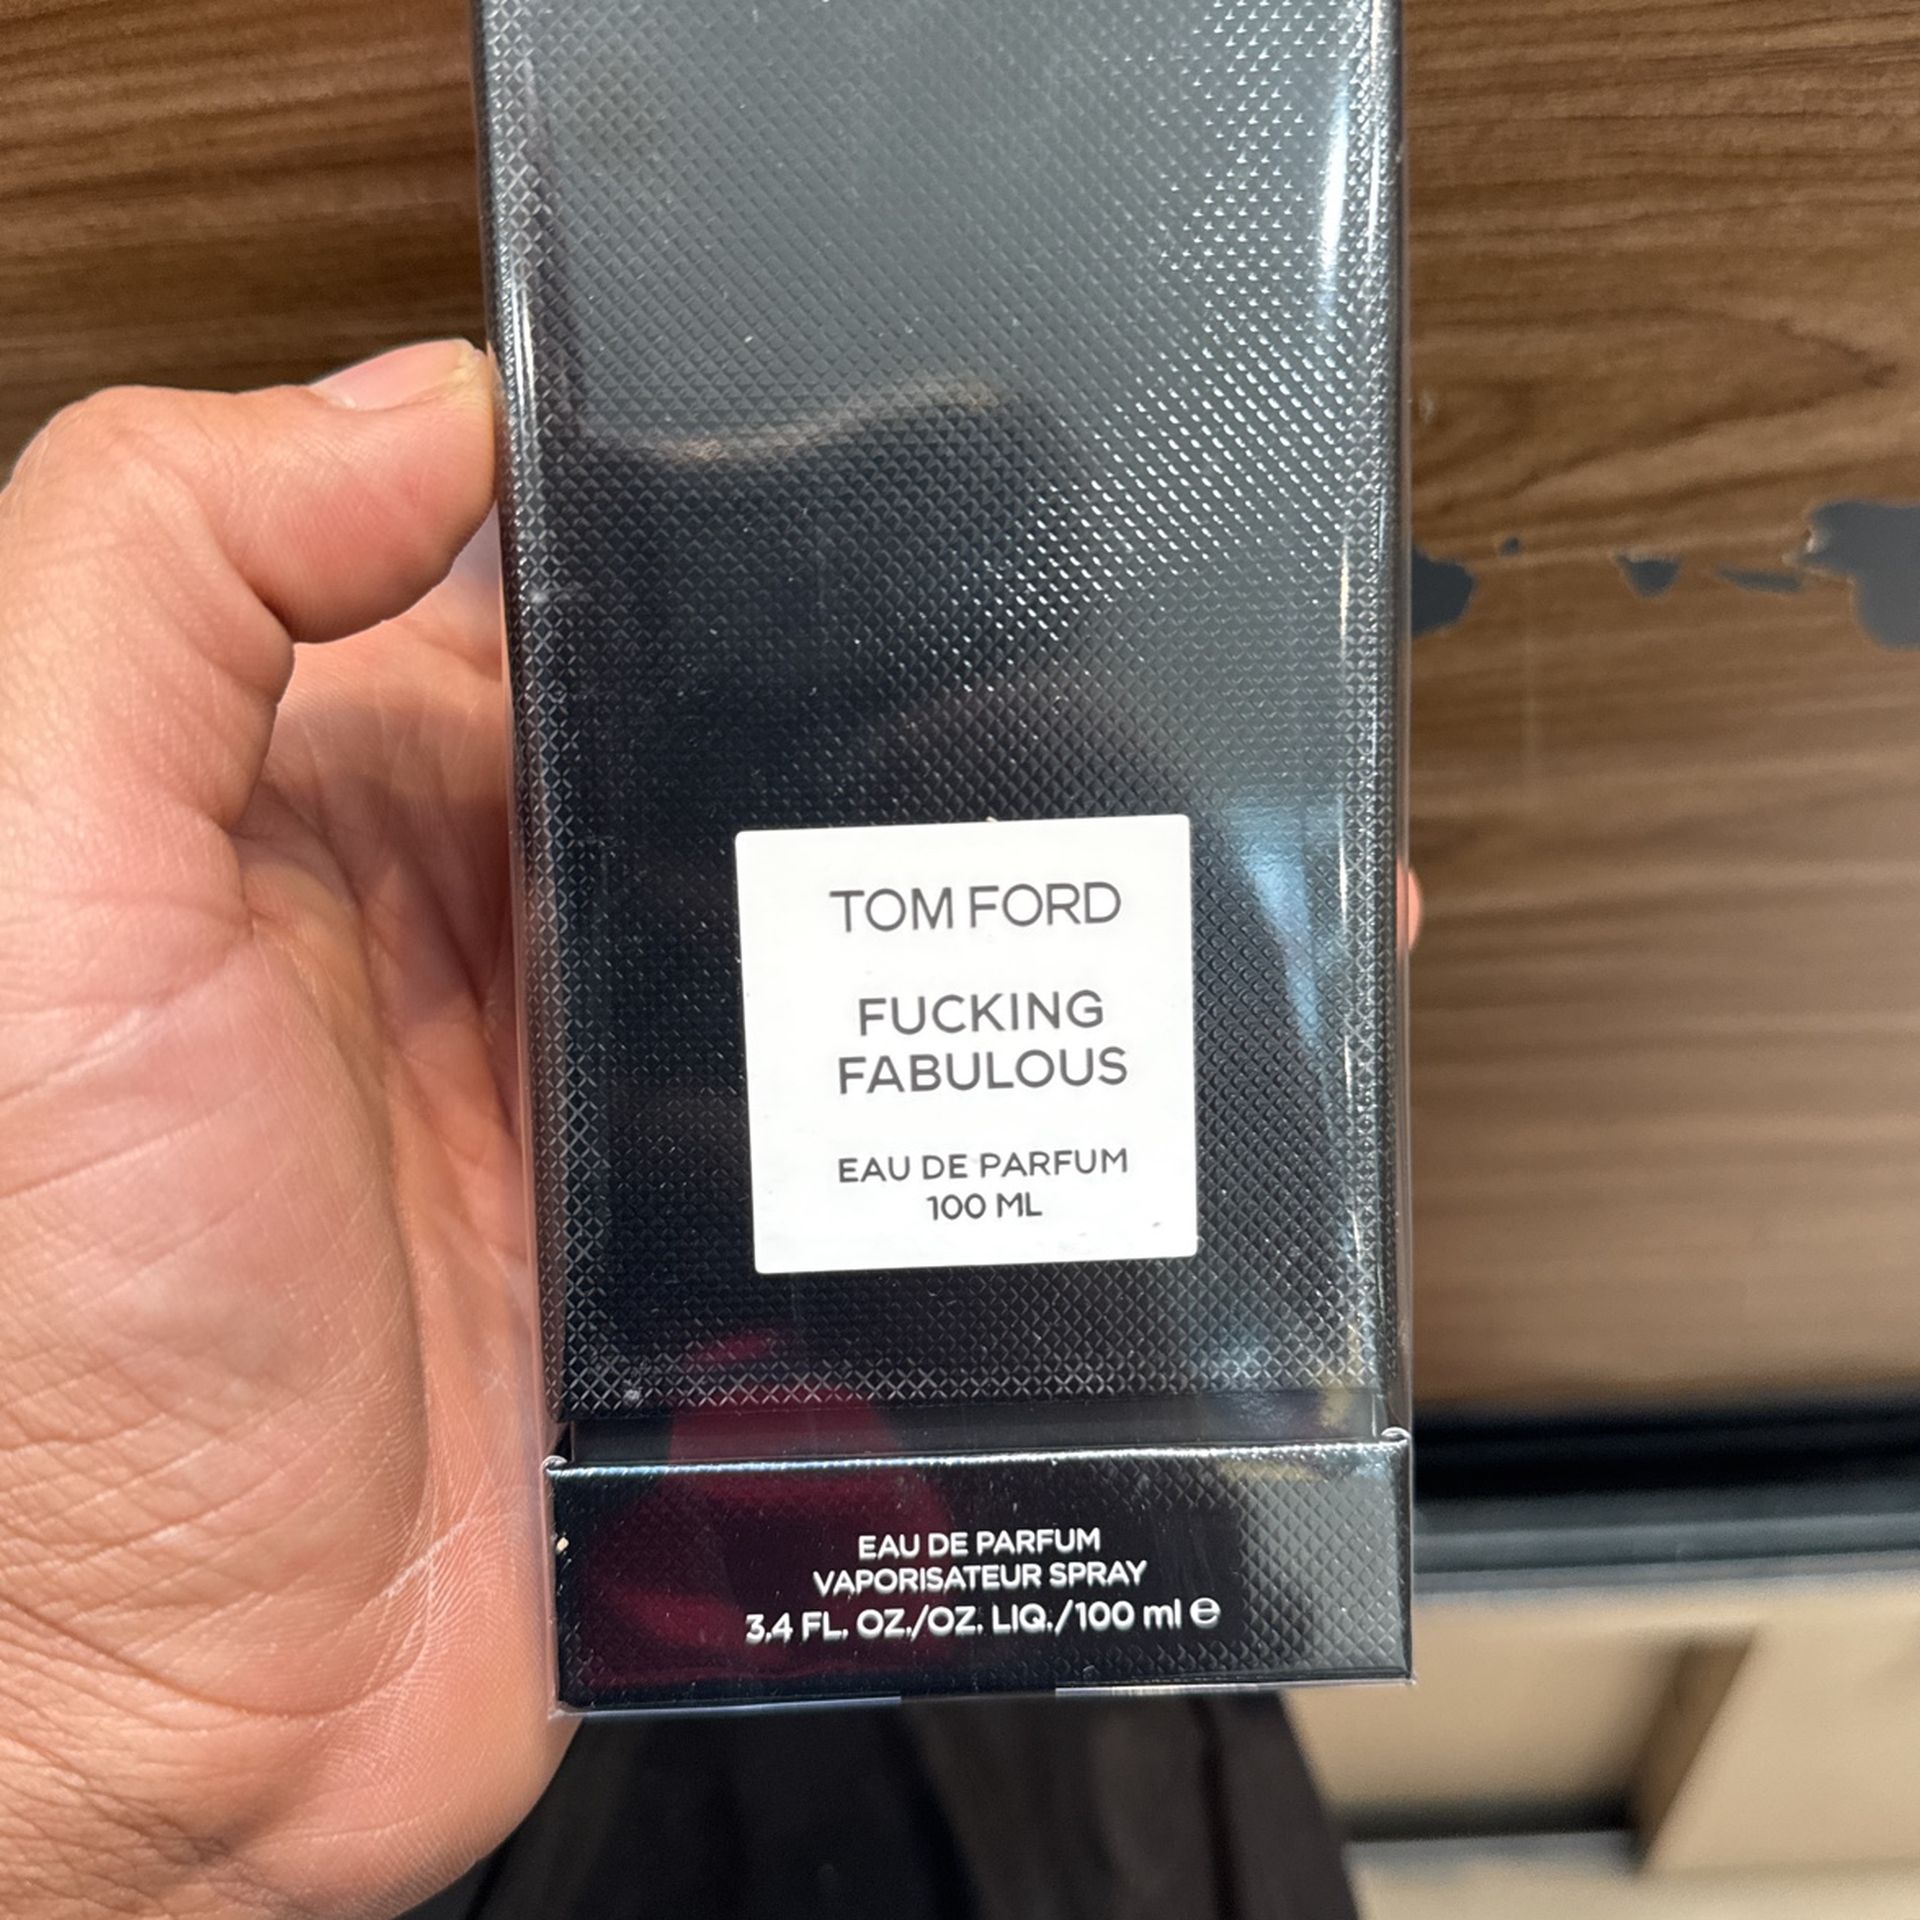 TOM FORD
FUCKING
FABULOUS
EAU DE PARFUM
100 ML
EAU DE PARFUM
VAPORISATEUR SPRAY
3.4 FL. OZ./OZ. LIQ./100 ml ℮